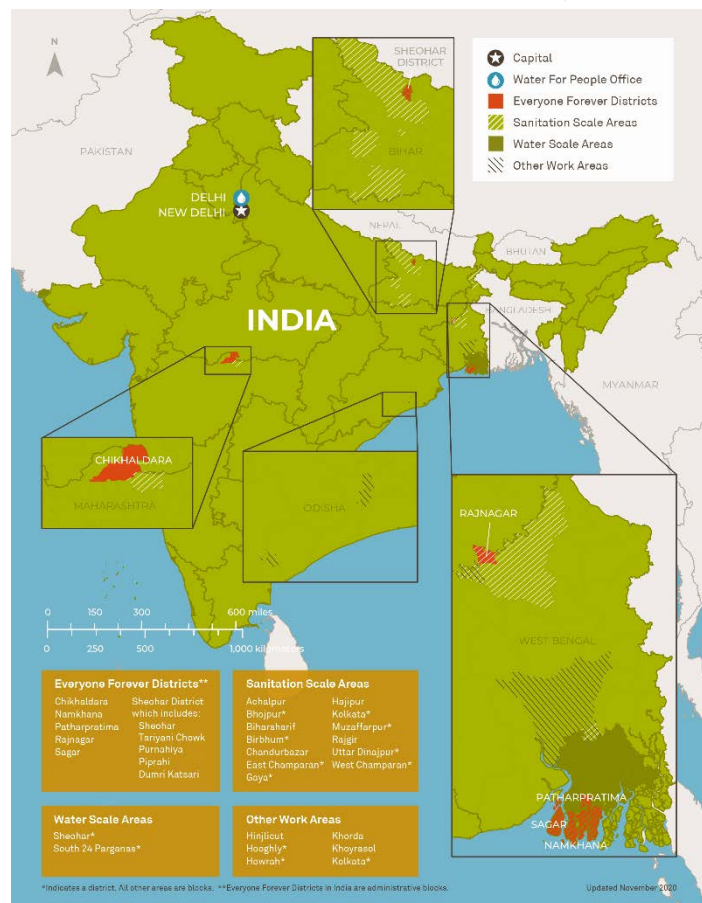 N
SHEOHAR
DISTRICT
BIHAR
Capital
Water For People Office
Everyone Forever Districts
Sanitation Scale Areas
Water Scale Areas
Other Work Areas
PAKISTAN
DELHI
NEW DELHI
NEPAL
BHUTAN
INDIA
BANGLADESH
MYANMAR
CHIKHALDARA
MAHARASHTRA
ODISHA
RAJNAGAR
WEST BENGAL
PATHARPRATIMA
SAGAR
NAMKHANA
0 150 300 600 miles
0 250 500 1,000 kilometers
Everyone Forever Districts**
Chikhaldara
Namkhana
Patharpratima
Rajnagar
Sagar
Sheohar District
which includes:
Sheohar
Taryani Chowk
Purnahiya
Piprahi
Dumri Katsari
Sanitation Scale Areas
Achalpur
Bhojpur*
Biharsharif
Birbhum*
Chandurbazar
East Champaran*
Gaya*
Hajipur
Kolkata*
Muzaffarpur*
Rajgir
Uttar Dinajpur*
West Champaran*
Water Scale Areas
Sheohar*
South 24 Parganas*
Other Work Areas
Hinjlicut
Hooghly*
Howrah*
Khorda
Khoyrasol
Kolkata*
*Indicates a district. All other areas are blocks. **Everyone Forever Districts in India are administrative blocks.
Updated November 2020